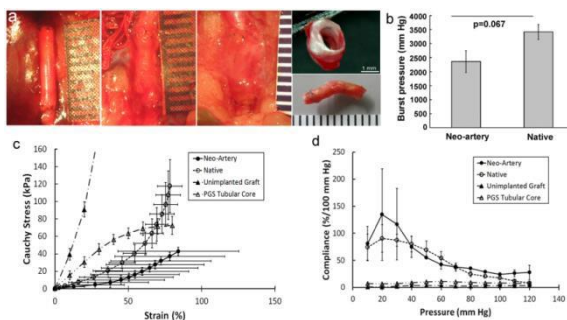 a
1 mm
b
p=0.067
Burst pressure (mm Hg)
4000
3500
3000
2500
2000
1500
1000
500
0
Neo-artery
Native
c
Cauchy Stress (kPa)
160
140
120
100
80
60
40
20
0
Neo-Artery
Native
Unimplanted Graft
PGS Tubular Core
0
50
100
150
Strain (%)
d
Compliance (%/100 mm Hg)
250
200
150
100
50
0
Neo-Artery
Native
Unimplanted Graft
PGS Tubular Core
0
20
40
60
80
100
120
140
Pressure (mm Hg)